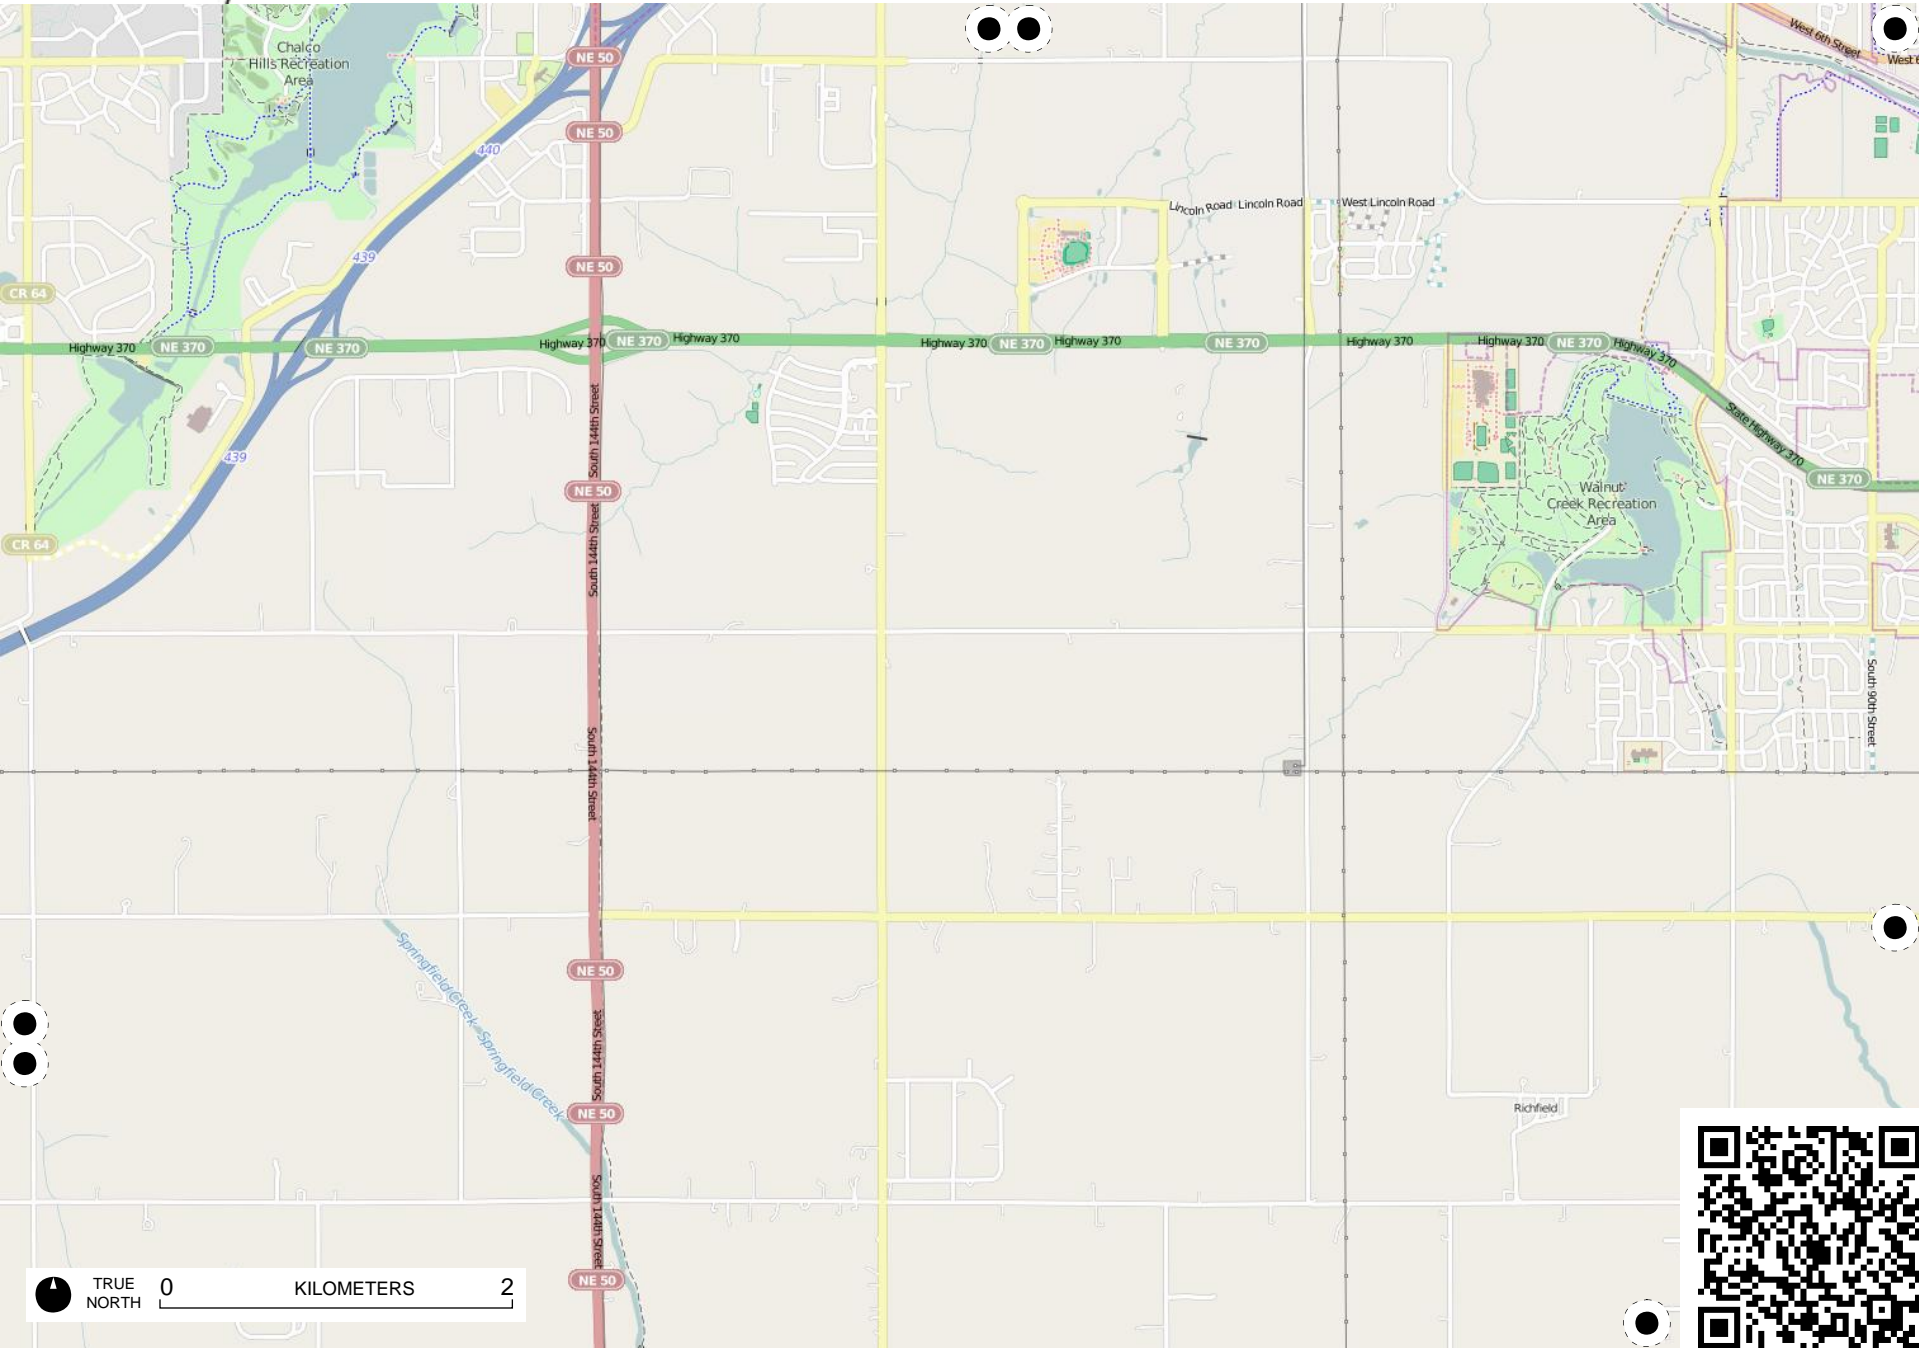 Chalco
Hills Recreation
Area
NE 50
West 6th Street
West 6
NE 50
440
Lincoln Road
Lincoln Road
West Lincoln Road
439
NE 50
CR 64
Highway 370
NE 370
NE 370
Highway 370
NE 370
Highway 370
Highway 370
NE 370
Highway 370
NE 370
Highway 370
Highway 370
NE 370
Highway 370
State Highway 370
NE 370
South 144th Street
439
NE 50
Walnut
Creek Recreation
Area
South 144th Street
CR 64
South 90th Street
South 144th Street
Springfield Creek
NE 50
Springfield Creek
South 144th Street
NE 50
Richfield
South 144th Street
NE 50
TRUE
NORTH
0 KILOMETERS 2